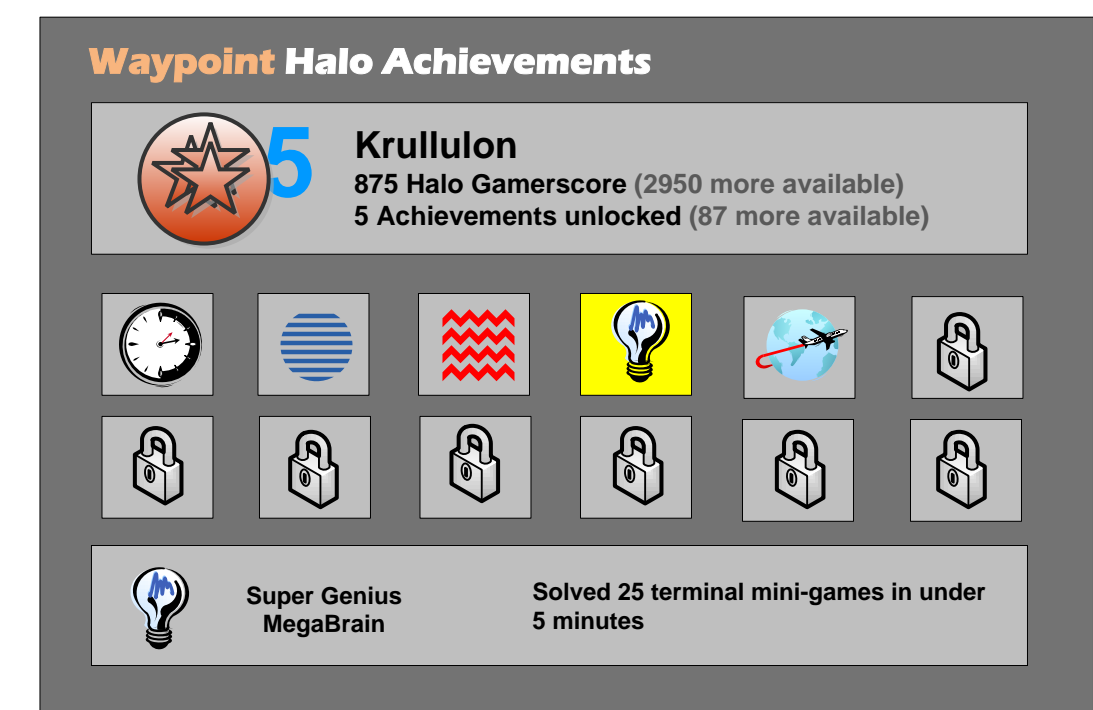 Waypoint Halo Achievements
5
Krullulon
875 Halo Gamerscore (2950 more available)
5 Achievements unlocked (87 more available)
Super Genius
MegaBrain
Solved 25 terminal mini-games in under
5 minutes